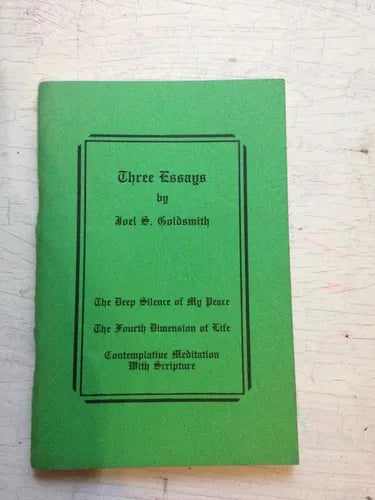 Three Essays
by
Joel S. Goldsmith
The Deep Silence of My Peace
The Fourth Dimension of Life
Contemplative Meditation
With Scripture